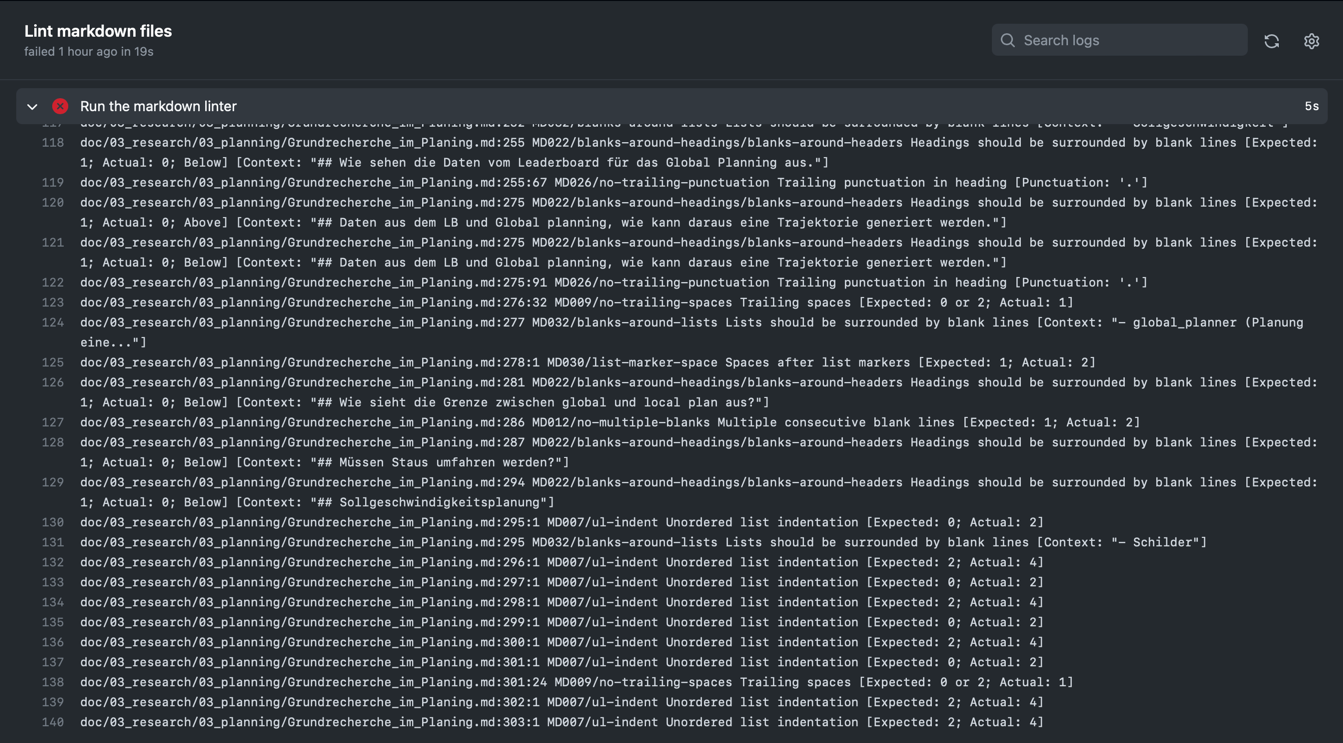 Lint markdown files
failed 1 hour ago in 19s
Search logs
Run the markdown linter
5s
117 doc/03_research/03_planning/Grundrecherche_im_Planing.md:252 MD032/blanks-around-lists Lists should be surrounded by blank lines [Context: "- Sollgeschwindigkeit"]
118 doc/03_research/03_planning/Grundrecherche_im_Planing.md:255 MD022/blanks-around-headings/blanks-around-headers Headings should be surrounded by blank lines [Expected:
1; Actual: 0; Below] [Context: "## Wie sehen die Daten vom Leaderboard für das Global Planning aus."]
119 doc/03_research/03_planning/Grundrecherche_im_Planing.md:255:67 MD026/no-trailing-punctuation Trailing punctuation in heading [Punctuation: '.']
120 doc/03_research/03_planning/Grundrecherche_im_Planing.md:275 MD022/blanks-around-headings/blanks-around-headers Headings should be surrounded by blank lines [Expected:
1; Actual: 0; Above] [Context: "## Daten aus dem LB und Global planning, wie kann daraus eine Trajektorie generiert werden."]
121 doc/03_research/03_planning/Grundrecherche_im_Planing.md:275 MD022/blanks-around-headings/blanks-around-headers Headings should be surrounded by blank lines [Expected:
1; Actual: 0; Below] [Context: "## Daten aus dem LB und Global planning, wie kann daraus eine Trajektorie generiert werden."]
122 doc/03_research/03_planning/Grundrecherche_im_Planing.md:275:91 MD026/no-trailing-punctuation Trailing punctuation in heading [Punctuation: '.']
123 doc/03_research/03_planning/Grundrecherche_im_Planing.md:276:32 MD009/no-trailing-spaces Trailing spaces [Expected: 0 or 2; Actual: 1]
124 doc/03_research/03_planning/Grundrecherche_im_Planing.md:277 MD032/blanks-around-lists Lists should be surrounded by blank lines [Context: "- global_planner (Planung
eine..."]
125 doc/03_research/03_planning/Grundrecherche_im_Planing.md:278:1 MD030/list-marker-space Spaces after list markers [Expected: 1; Actual: 2]
126 doc/03_research/03_planning/Grundrecherche_im_Planing.md:281 MD022/blanks-around-headings/blanks-around-headers Headings should be surrounded by blank lines [Expected:
1; Actual: 0; Below] [Context: "## Wie sieht die Grenze zwischen global und local plan aus?"]
127 doc/03_research/03_planning/Grundrecherche_im_Planing.md:286 MD012/no-multiple-blanks Multiple consecutive blank lines [Expected: 1; Actual: 2]
128 doc/03_research/03_planning/Grundrecherche_im_Planing.md:287 MD022/blanks-around-headings/blanks-around-headers Headings should be surrounded by blank lines [Expected:
1; Actual: 0; Below] [Context: "## Müssen Staus umfahren werden?"]
129 doc/03_research/03_planning/Grundrecherche_im_Planing.md:294 MD022/blanks-around-headings/blanks-around-headers Headings should be surrounded by blank lines [Expected:
1; Actual: 0; Below] [Context: "## Sollgeschwindigkeitsplanung"]
130 doc/03_research/03_planning/Grundrecherche_im_Planing.md:295:1 MD007/ul-indent Unordered list indentation [Expected: 0; Actual: 2]
131 doc/03_research/03_planning/Grundrecherche_im_Planing.md:295 MD032/blanks-around-lists Lists should be surrounded by blank lines [Context: "- Schilder"]
132 doc/03_research/03_planning/Grundrecherche_im_Planing.md:296:1 MD007/ul-indent Unordered list indentation [Expected: 2; Actual: 4]
133 doc/03_research/03_planning/Grundrecherche_im_Planing.md:297:1 MD007/ul-indent Unordered list indentation [Expected: 0; Actual: 2]
134 doc/03_research/03_planning/Grundrecherche_im_Planing.md:298:1 MD007/ul-indent Unordered list indentation [Expected: 2; Actual: 4]
135 doc/03_research/03_planning/Grundrecherche_im_Planing.md:299:1 MD007/ul-indent Unordered list indentation [Expected: 0; Actual: 2]
136 doc/03_research/03_planning/Grundrecherche_im_Planing.md:300:1 MD007/ul-indent Unordered list indentation [Expected: 2; Actual: 4]
137 doc/03_research/03_planning/Grundrecherche_im_Planing.md:301:1 MD007/ul-indent Unordered list indentation [Expected: 0; Actual: 2]
138 doc/03_research/03_planning/Grundrecherche_im_Planing.md:301:24 MD009/no-trailing-spaces Trailing spaces [Expected: 0 or 2; Actual: 1]
139 doc/03_research/03_planning/Grundrecherche_im_Planing.md:302:1 MD007/ul-indent Unordered list indentation [Expected: 2; Actual: 4]
140 doc/03_research/03_planning/Grundrecherche_im_Planing.md:303:1 MD007/ul-indent Unordered list indentation [Expected: 2; Actual: 4]